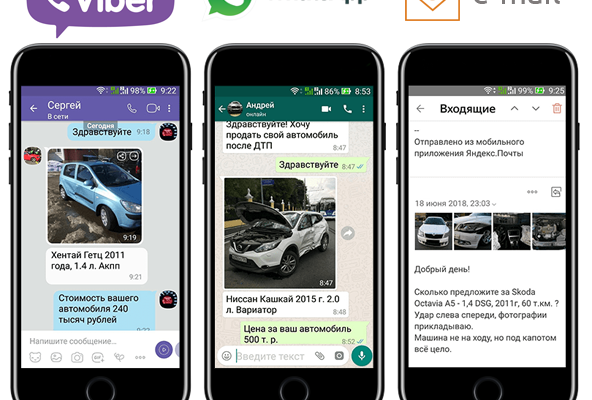 viber
e-mail
9:22
98%
Сергей
В сети
Сегодня
Здравствуйте 9:18
9:19
Хентай Гетц 2011
года, 1.4 л. Акпп
9:21
Стоимость вашего
автомобиля 240
тысяч рублей
9:22
Напишите сообщение...
GIF
86% 8:53
Андрей
онлайн
Здравствуйте! Хочу
продать свой автомобиль
после ДТП
8:47
Здравствуйте 8:47
8:47
Ниссан Кашкай 2015 г. 2.0
л. Вариатор
8:48
Цена за ваш автомобиль
500 т. р.
8:52
Введите текст
99% 9:25
Входящие
--
Отправлено из мобильного
приложения Яндекс.Почты
18 июня 2018, 23:03
Добрый день!
Сколько предложите за Skoda
Octavia A5 - 1,4 DSG, 2011г, 60 т.км. ?
Удар слева спереди, фотографии
прикладываю.
Машина не на ходу, но под капотом
всё цело.